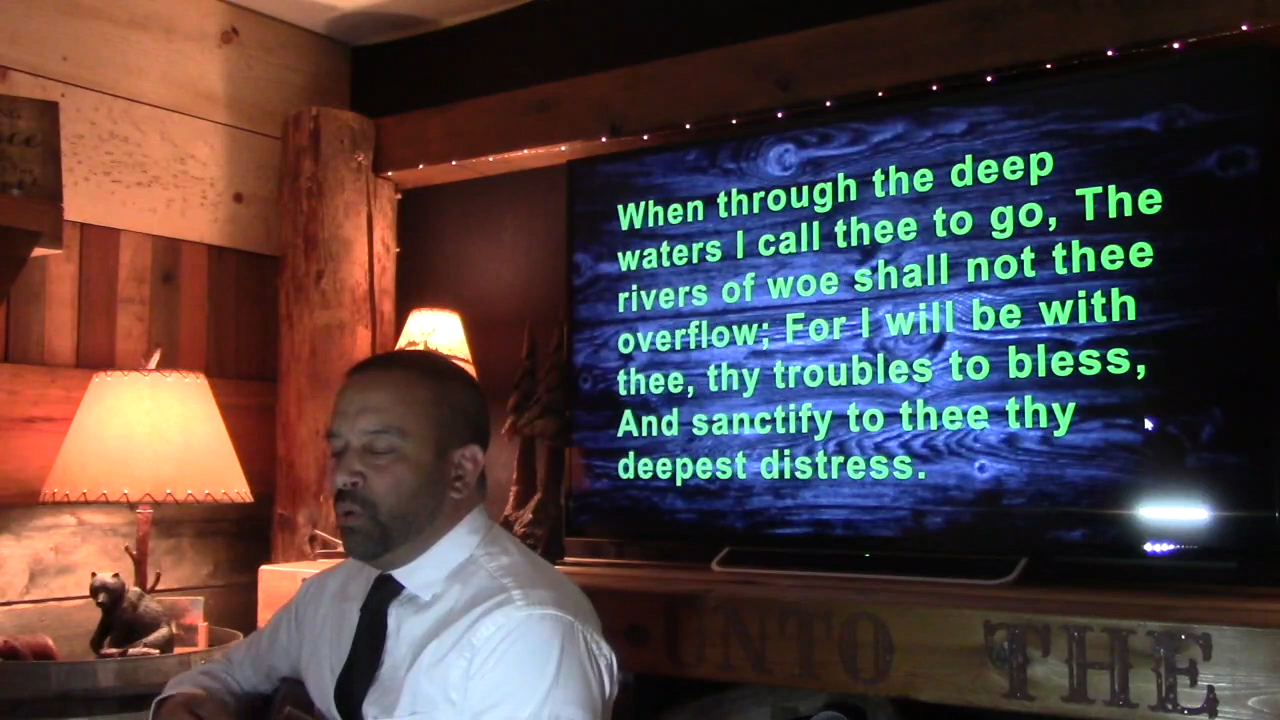 When through the deep
waters I call thee to go, The
rivers of woe shall not thee
overflow; For I will be with
thee, thy troubles to bless,
And sanctify to thee thy
deepest distress.
UNTO THE